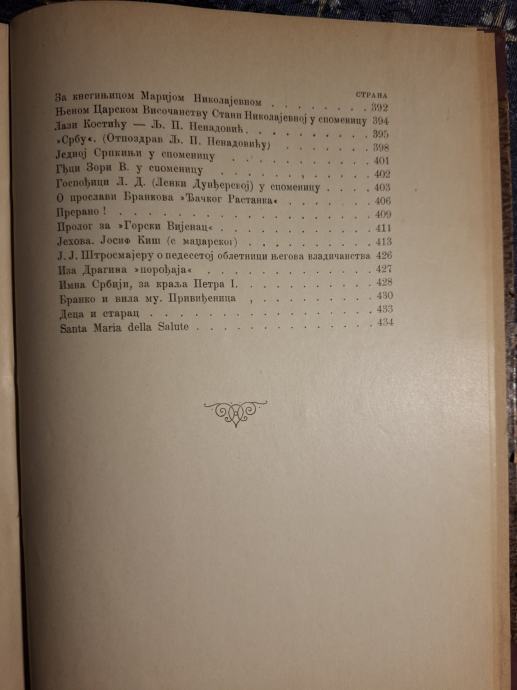 СТРАНА
За кнегињицом Маријом Николајевном . . . . . . . . 392
Њеном Царском Височанству Стани Николајевној у споменицу 394
Лази Костићу — Љ. П. Ненадовић . . . . . . . . . 395
»Србу«. (Отпоздрав Љ. П. Ненадовићу) . . . . . . . 398
Једној Српкињи у споменицу . . . . . . . . . . 401
Гђци Зори В. у споменицу . . . . . . . . . . . 402
Госпођици Л. Д. (Ленки Дунђерској) у споменицу . . . . 403
О прослави Бранкова »Ђачког Растанка« . . . . . . . 406
Прерано ! . . . . . . . . . . . . . . . 409
Пролог за »Горски Вијенац« . . . . . . . . . . 411
Јехова. Јосиф Киш (с маџарског) . . . . . . . . . 413
Ј. Ј. Штросмајеру о педесетој облетници његова владичанства 426
Иза Драгина »порођаја« . . . . . . . . . . . 427
Имна Србији, за краља Петра I. . . . . . . . . . 428
Бранко и вила му. Привиђеница . . . . . . . . . 430
Деца и старац . . . . . . . . . . . . . . 433
Santa Maria della Salute . . . . . . . . . . . . 434